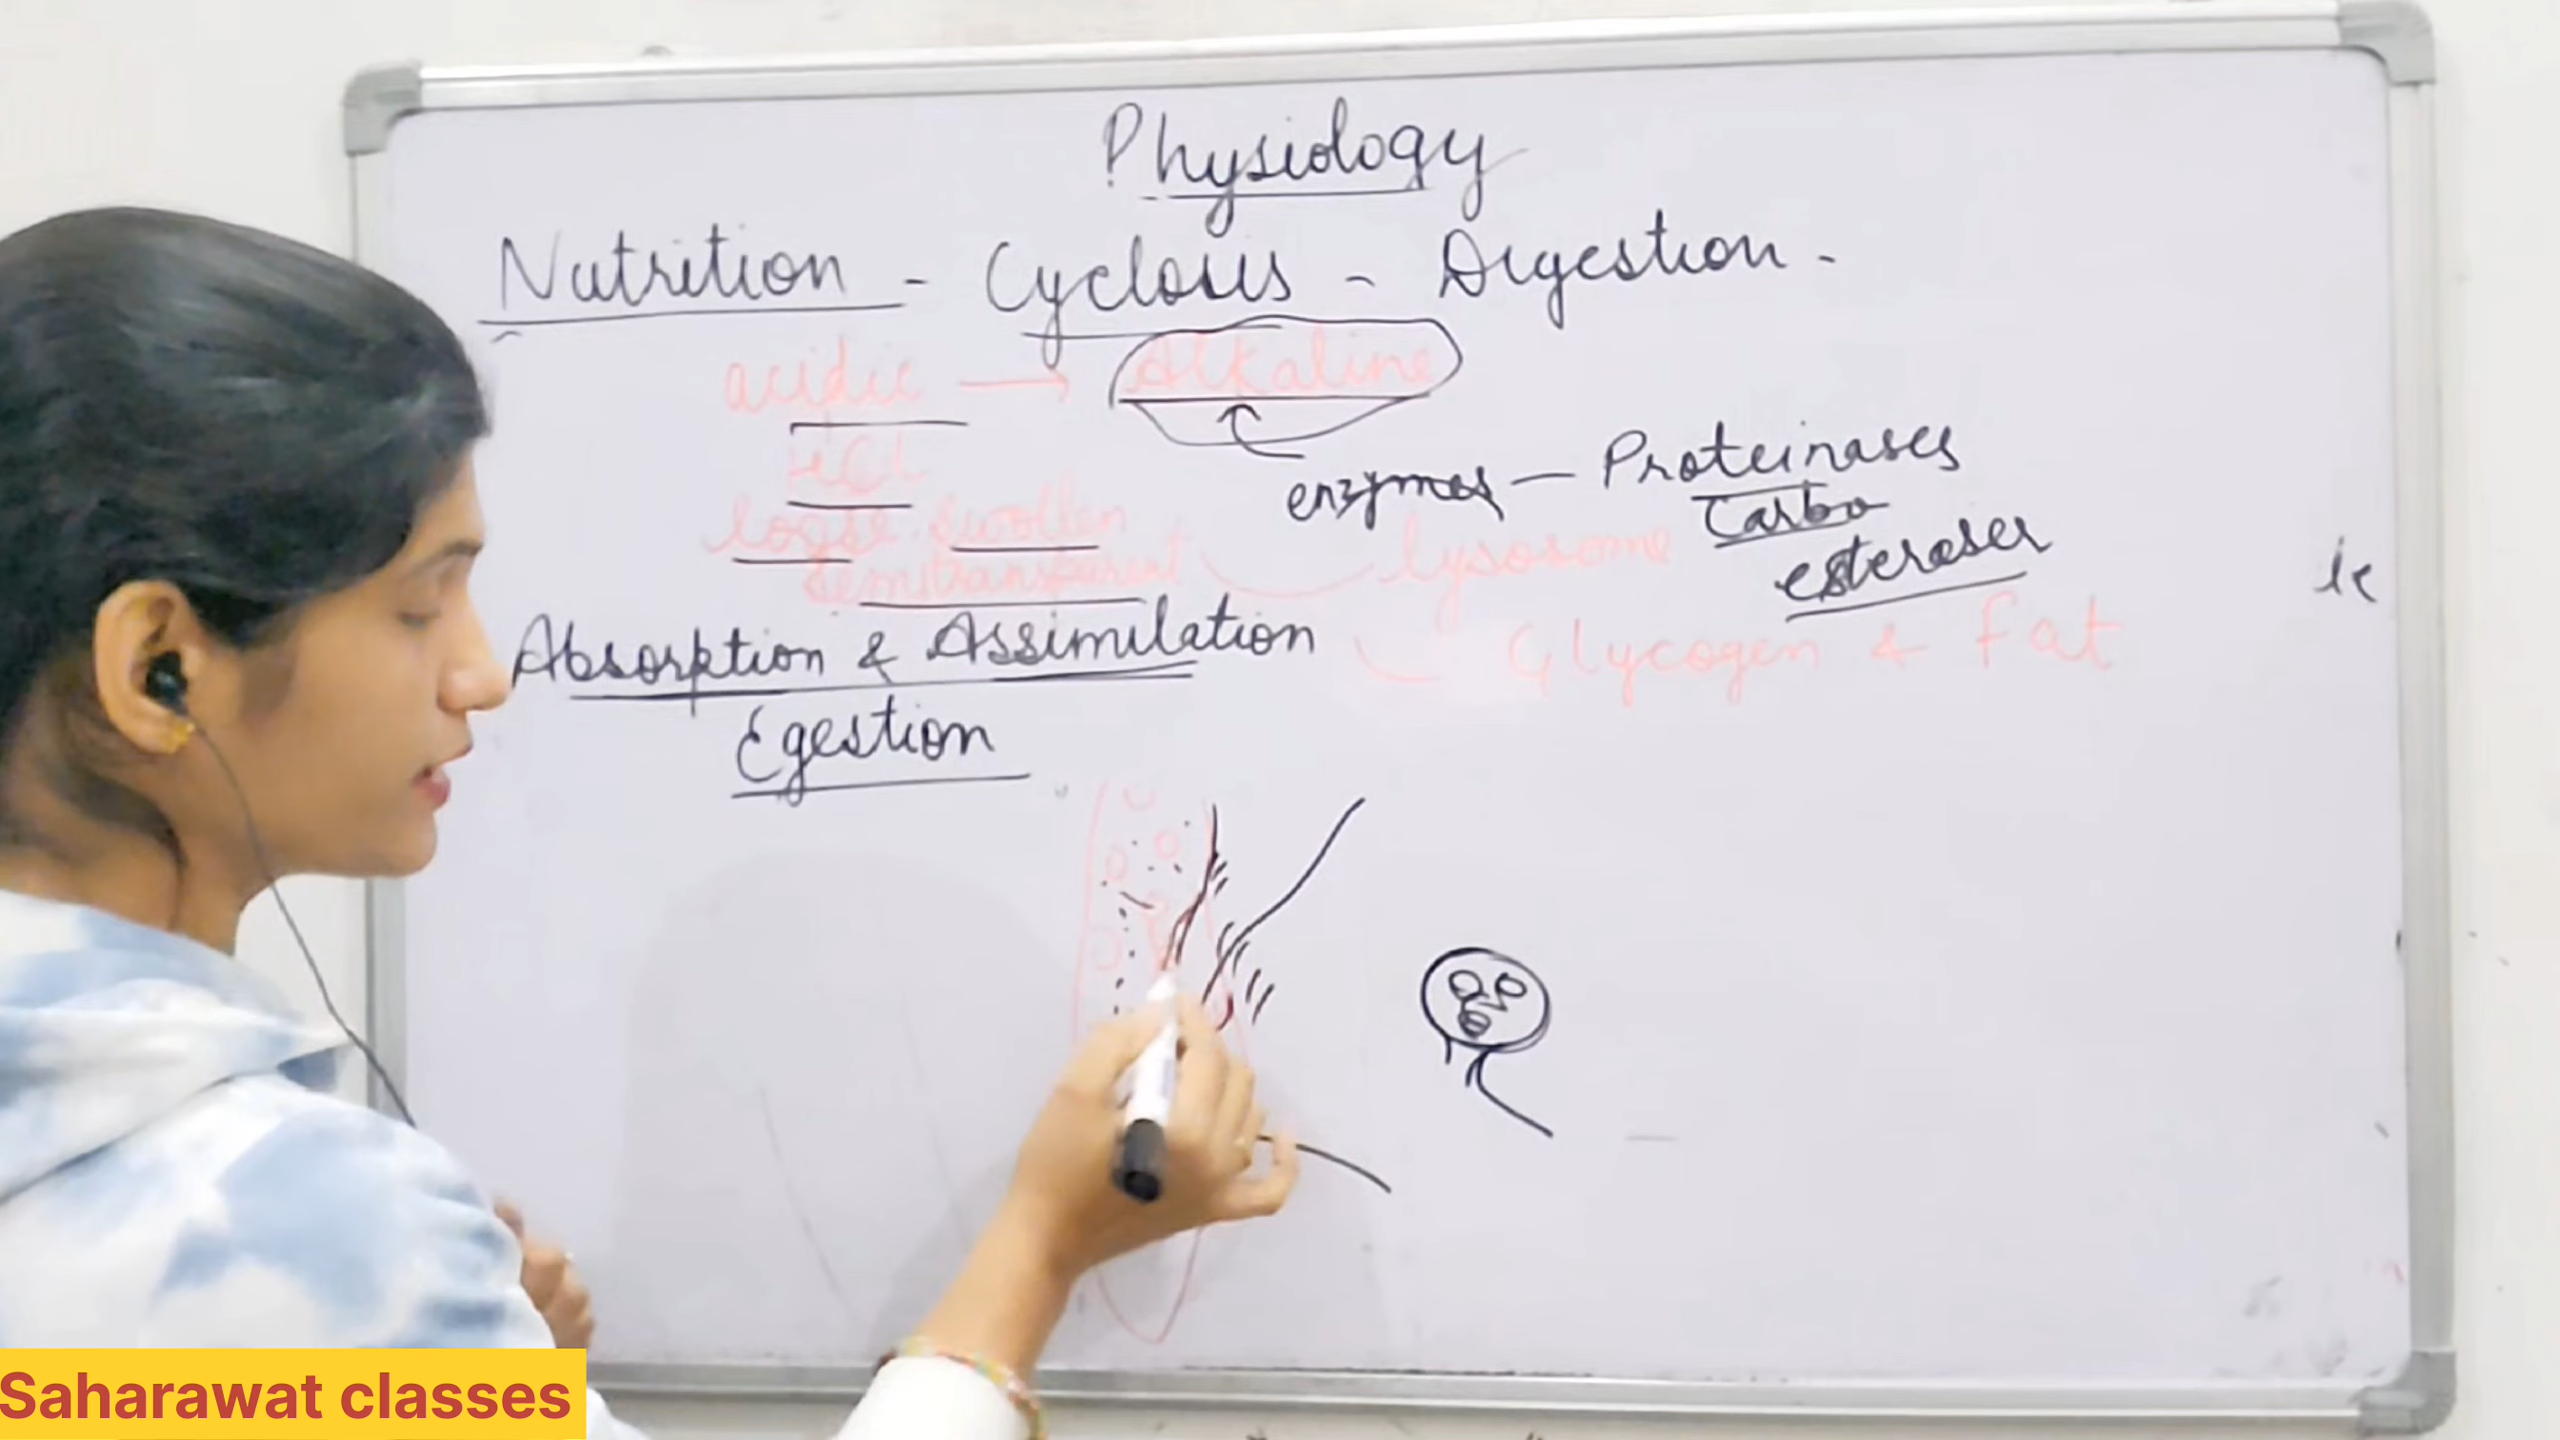 Physiology
Nutrition - Cyclosis - Digestion -
acidic → Alkaline
HCl
enzymes — Proteinases
Carbo
loose swollen
esterases
semitransparent
lysosome
Absorption & Assimilation
Glycogen & Fat
Egestion
Saharawat classes